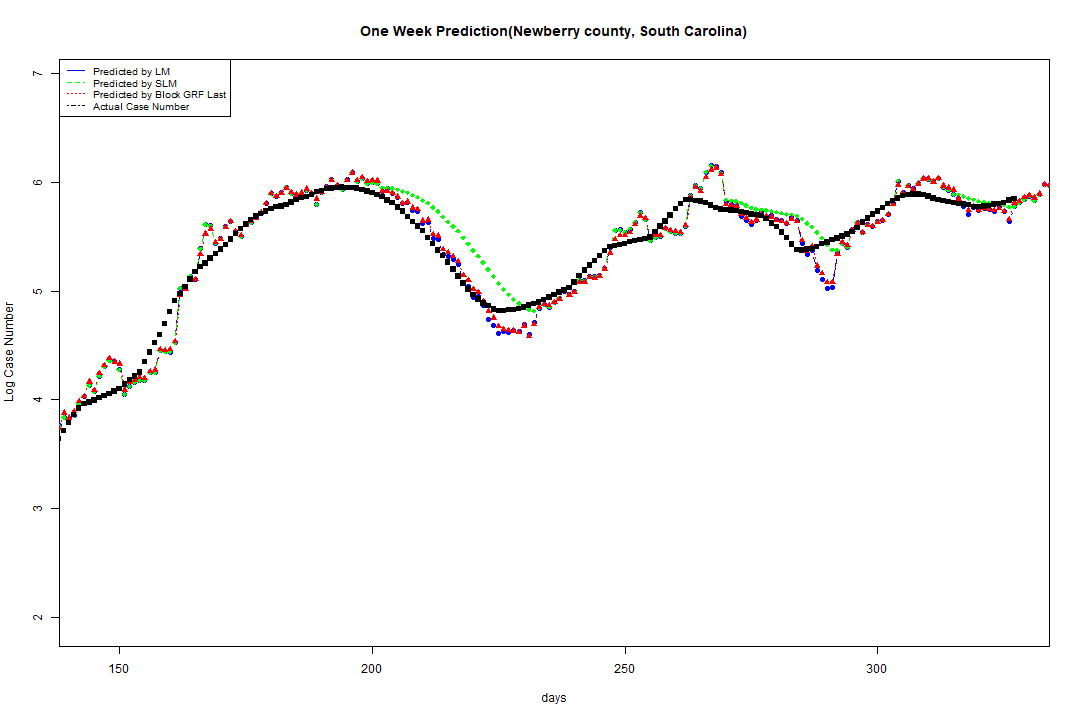 One Week Prediction(Newberry county, South Carolina)
Predicted by LM
Predicted by SLM
Predicted by Block GRF Last
Actual Case Number
7
6
5
4
3
2
Log Case Number
150 200 250 300
days